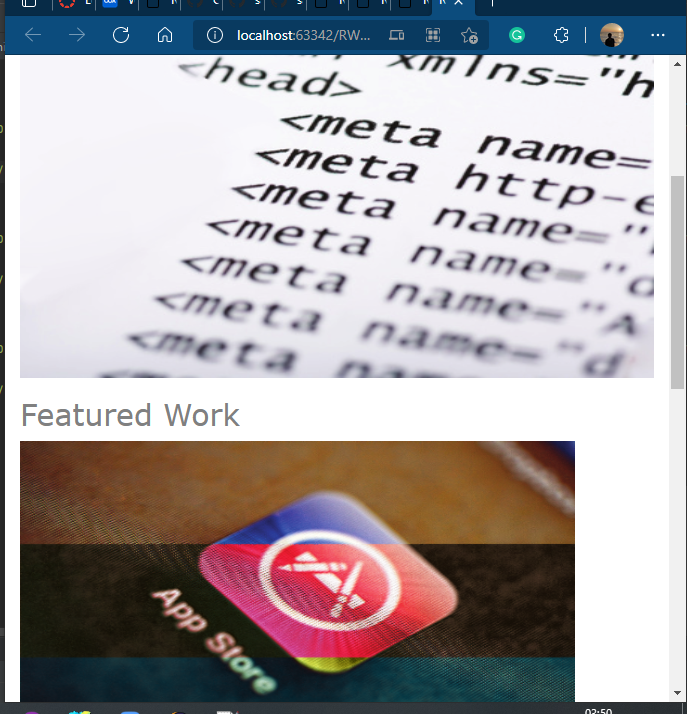 localhost:63342/RW...
xmlns="h
<head>
<meta name=
<meta http-e
<meta name="
<meta name="d
<meta name="A
<meta name="d
<meta name=
Featured Work
App Store
02:50